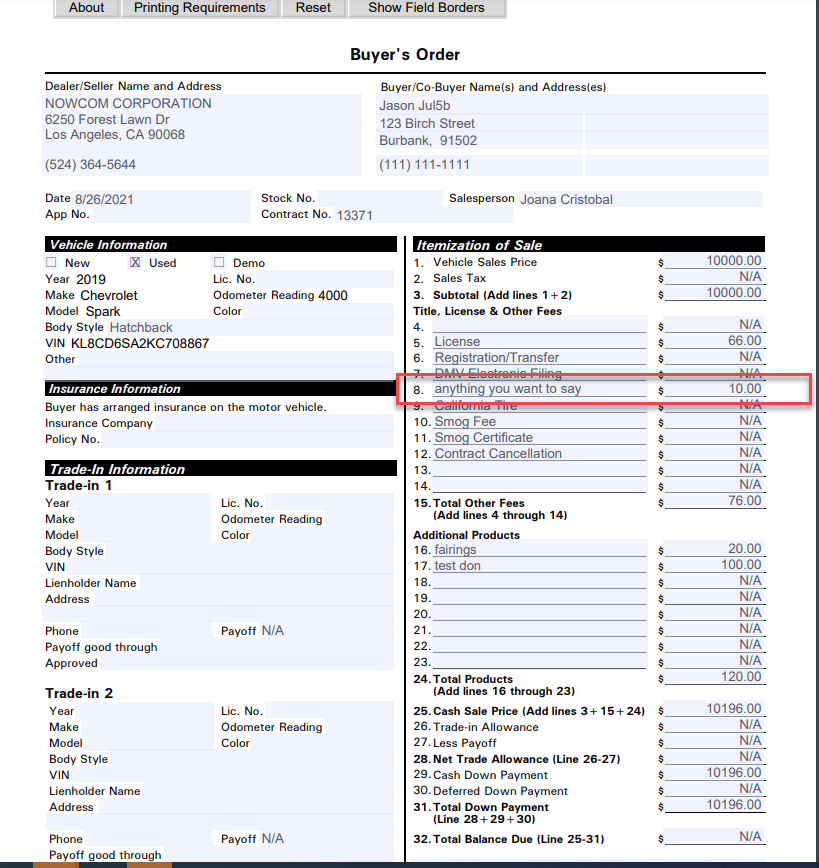 About Printing Requirements Reset Show Field Borders
Buyer's Order
Dealer/Seller Name and Address
NOWCOM CORPORATION
6250 Forest Lawn Dr
Los Angeles, CA 90068
(524) 364-5644
Buyer/Co-Buyer Name(s) and Address(es)
Jason Jul5b
123 Birch Street
Burbank, 91502
(111) 111-1111
Date 8/26/2021 Stock No. Salesperson Joana Cristobal
App No. Contract No. 13371
Vehicle Information
New X Used Demo
Year 2019 Lic. No.
Make Chevrolet Odometer Reading 4000
Model Spark Color
Body Style Hatchback
VIN KL8CD6SA2KC708867
Other
Insurance Information
Buyer has arranged insurance on the motor vehicle.
Insurance Company
Policy No.
Trade-In Information
Trade-in 1
Year Lic. No.
Make Odometer Reading
Model Color
Body Style
VIN
Lienholder Name
Address
Phone Payoff N/A
Payoff good through
Approved
Trade-in 2
Year Lic. No.
Make Odometer Reading
Model Color
Body Style
VIN
Lienholder Name
Address
Phone Payoff N/A
Payoff good through
Itemization of Sale
1. Vehicle Sales Price $ 10000.00
2. Sales Tax $ N/A
3. Subtotal (Add lines 1+2) $ 10000.00
Title, License & Other Fees
4. $ N/A
5. License $ 66.00
6. Registration/Transfer $ N/A
7. DMV Electronic Filing $ N/A
8. anything you want to say $ 10.00
9. California Tire $ N/A
10. Smog Fee $ N/A
11. Smog Certificate $ N/A
12. Contract Cancellation $ N/A
13. $ N/A
14. $ N/A
15. Total Other Fees $ 76.00
(Add lines 4 through 14)
Additional Products
16. fairings $ 20.00
17. test don $ 100.00
18. $ N/A
19. $ N/A
20. $ N/A
21. $ N/A
22. $ N/A
23. $ N/A
24. Total Products $ 120.00
(Add lines 16 through 23)
25. Cash Sale Price (Add lines 3+15+24) $ 10196.00
26. Trade-in Allowance $ N/A
27. Less Payoff $ N/A
28. Net Trade Allowance (Line 26-27) $ N/A
29. Cash Down Payment $ 10196.00
30. Deferred Down Payment $ N/A
31. Total Down Payment $ 10196.00
(Line 28+29+30)
32. Total Balance Due (Line 25-31) $ N/A